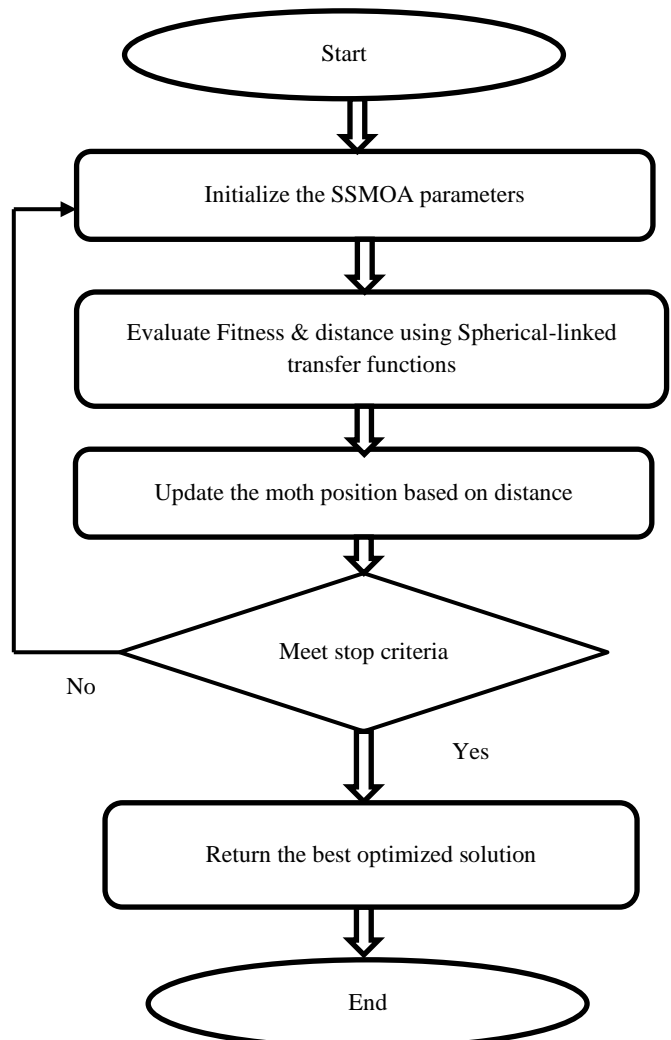 Start
Initialize the SSMOA parameters
Evaluate Fitness & distance using Spherical-linked
transfer functions
Update the moth position based on distance
Meet stop criteria
No
Yes
Return the best optimized solution
End